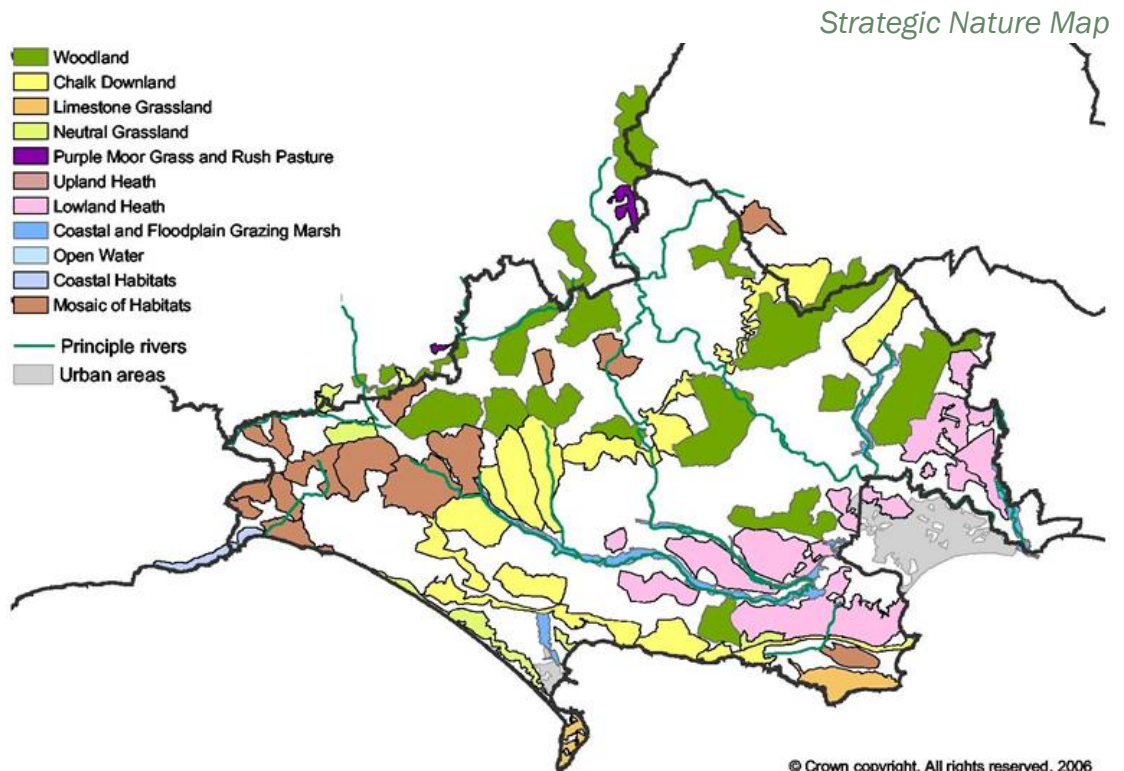 Strategic Nature Map
Woodland
Chalk Downland
Limestone Grassland
Neutral Grassland
Purple Moor Grass and Rush Pasture
Upland Heath
Lowland Heath
Coastal and Floodplain Grazing Marsh
Open Water
Coastal Habitats
Mosaic of Habitats
Principle rivers
Urban areas
© Crown copyright. All rights reserved. 2006